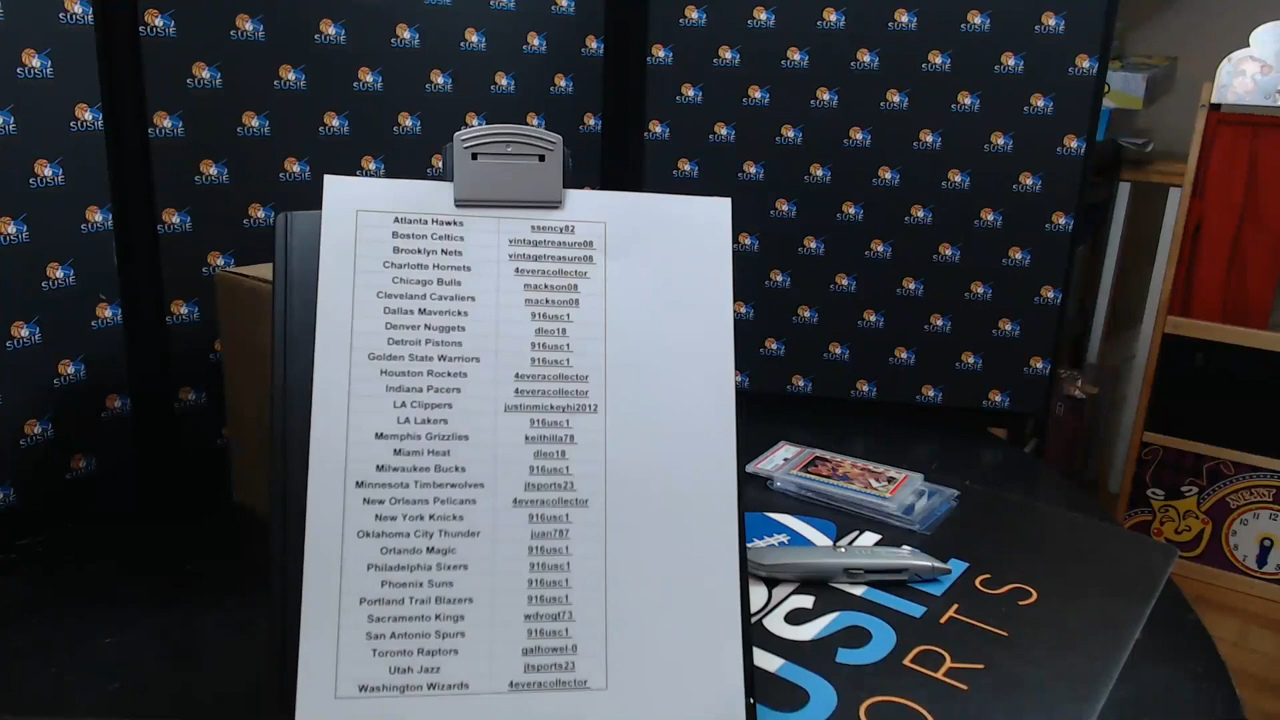 Atlanta Hawks ssency82
Boston Celtics vintagetreasure08
Brooklyn Nets vintagetreasure08
Charlotte Hornets 4everacollector
Chicago Bulls mackson08
Cleveland Cavaliers mackson08
Dallas Mavericks 916usc1
Denver Nuggets dleo18
Detroit Pistons 916usc1
Golden State Warriors 916usc1
Houston Rockets 4everacollector
Indiana Pacers 4everacollector
LA Clippers justinmickeyhi2012
LA Lakers 916usc1
Memphis Grizzlies keithilla78
Miami Heat dleo18
Milwaukee Bucks 916usc1
Minnesota Timberwolves jtsports23
New Orleans Pelicans 4everacollector
New York Knicks 916usc1
Oklahoma City Thunder juan787
Orlando Magic 916usc1
Philadelphia Sixers 916usc1
Phoenix Suns 916usc1
Portland Trail Blazers 916usc1
Sacramento Kings wdvogt73
San Antonio Spurs 916usc1
Toronto Raptors galhowel-0
Utah Jazz jtsports23
Washington Wizards 4everacollector
SUSIE
NEXT